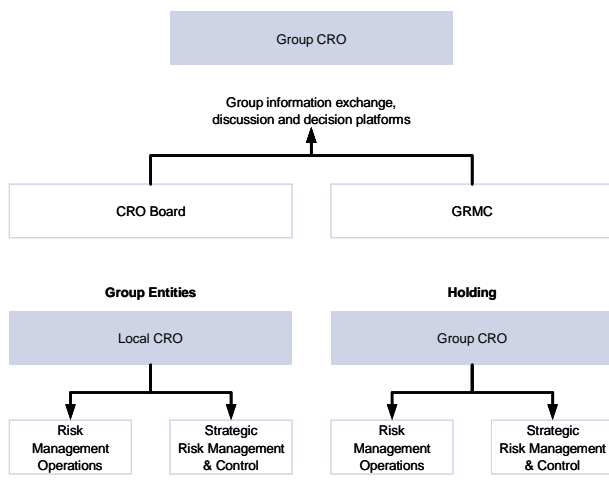 Group CRO
Group information exchange,
discussion and decision platforms
CRO Board
GRMC
Group Entities
Holding
Local CRO
Group CRO
Risk
Management
Operations
Strategic
Risk Management
& Control
Risk
Management
Operations
Strategic
Risk Management
& Control